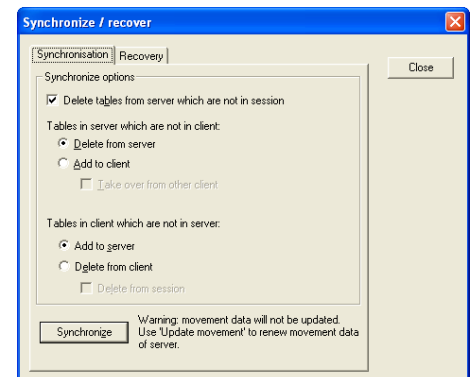 Synchronize / recover
Synchronisation
Recovery
Close
Synchronize options
Delete tables from server which are not in session
Tables in server which are not in client:
Delete from server
Add to client
Take over from other client
Tables in client which are not in server:
Add to server
Delete from client
Delete from session
Synchronize
Warning: movement data will not be updated.
Use 'Update movement' to renew movement data
of server.